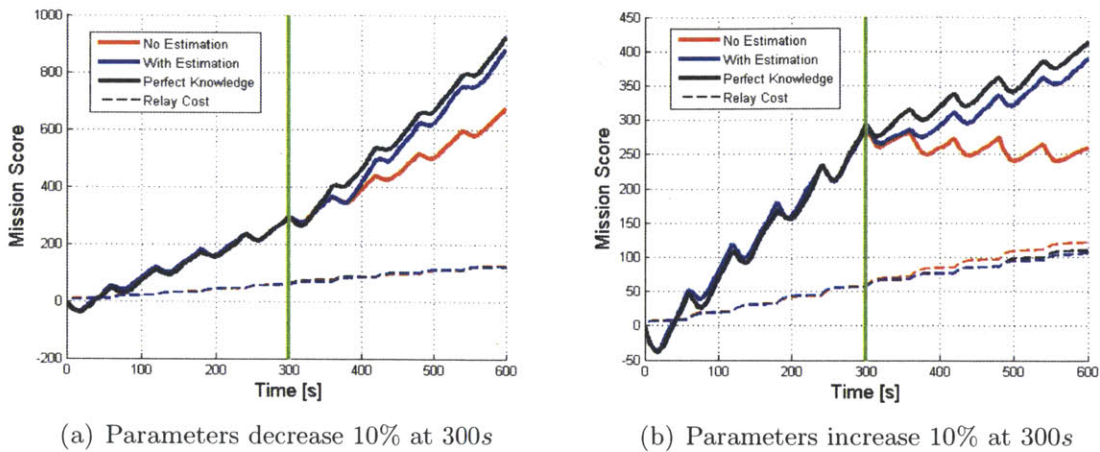 1000
800
600
400
200
0
-200
Mission Score
No Estimation
With Estimation
Perfect Knowledge
Relay Cost
0 100 200 300 400 500 600
Time [s]
(a) Parameters decrease 10% at 300s
450
400
350
300
250
200
150
100
50
0
-50
Mission Score
No Estimation
With Estimation
Perfect Knowledge
Relay Cost
0 100 200 300 400 500 600
Time [s]
(b) Parameters increase 10% at 300s